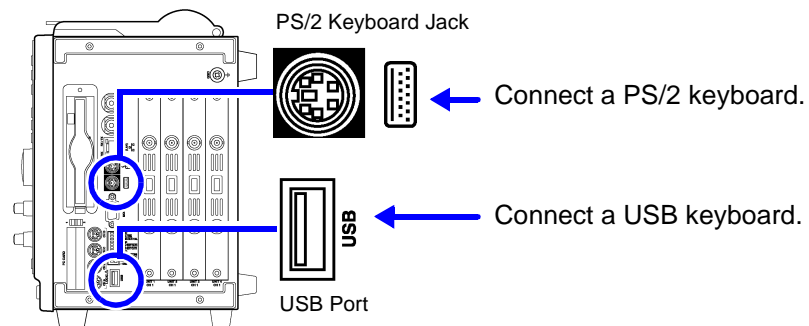 PS/2 Keyboard Jack
Connect a PS/2 keyboard.
USB
Connect a USB keyboard.
USB Port